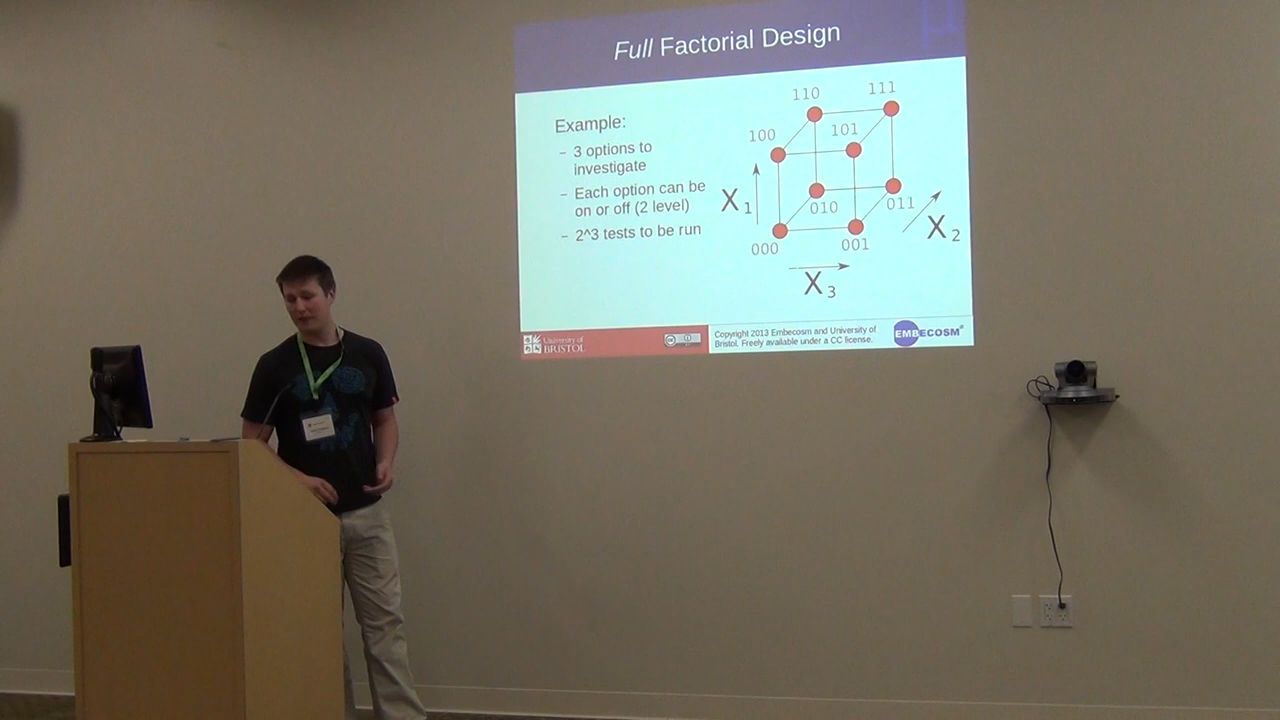 Full Factorial Design
Example:
– 3 options to
investigate
– Each option can be
on or off (2 level)
– 2^3 tests to be run
110
111
100
101
010
011
000
001
X1
X2
X3
University of
BRISTOL
cc
Copyright 2013 Embecosm and University of
Bristol. Freely available under a CC license.
EMBECOSM®